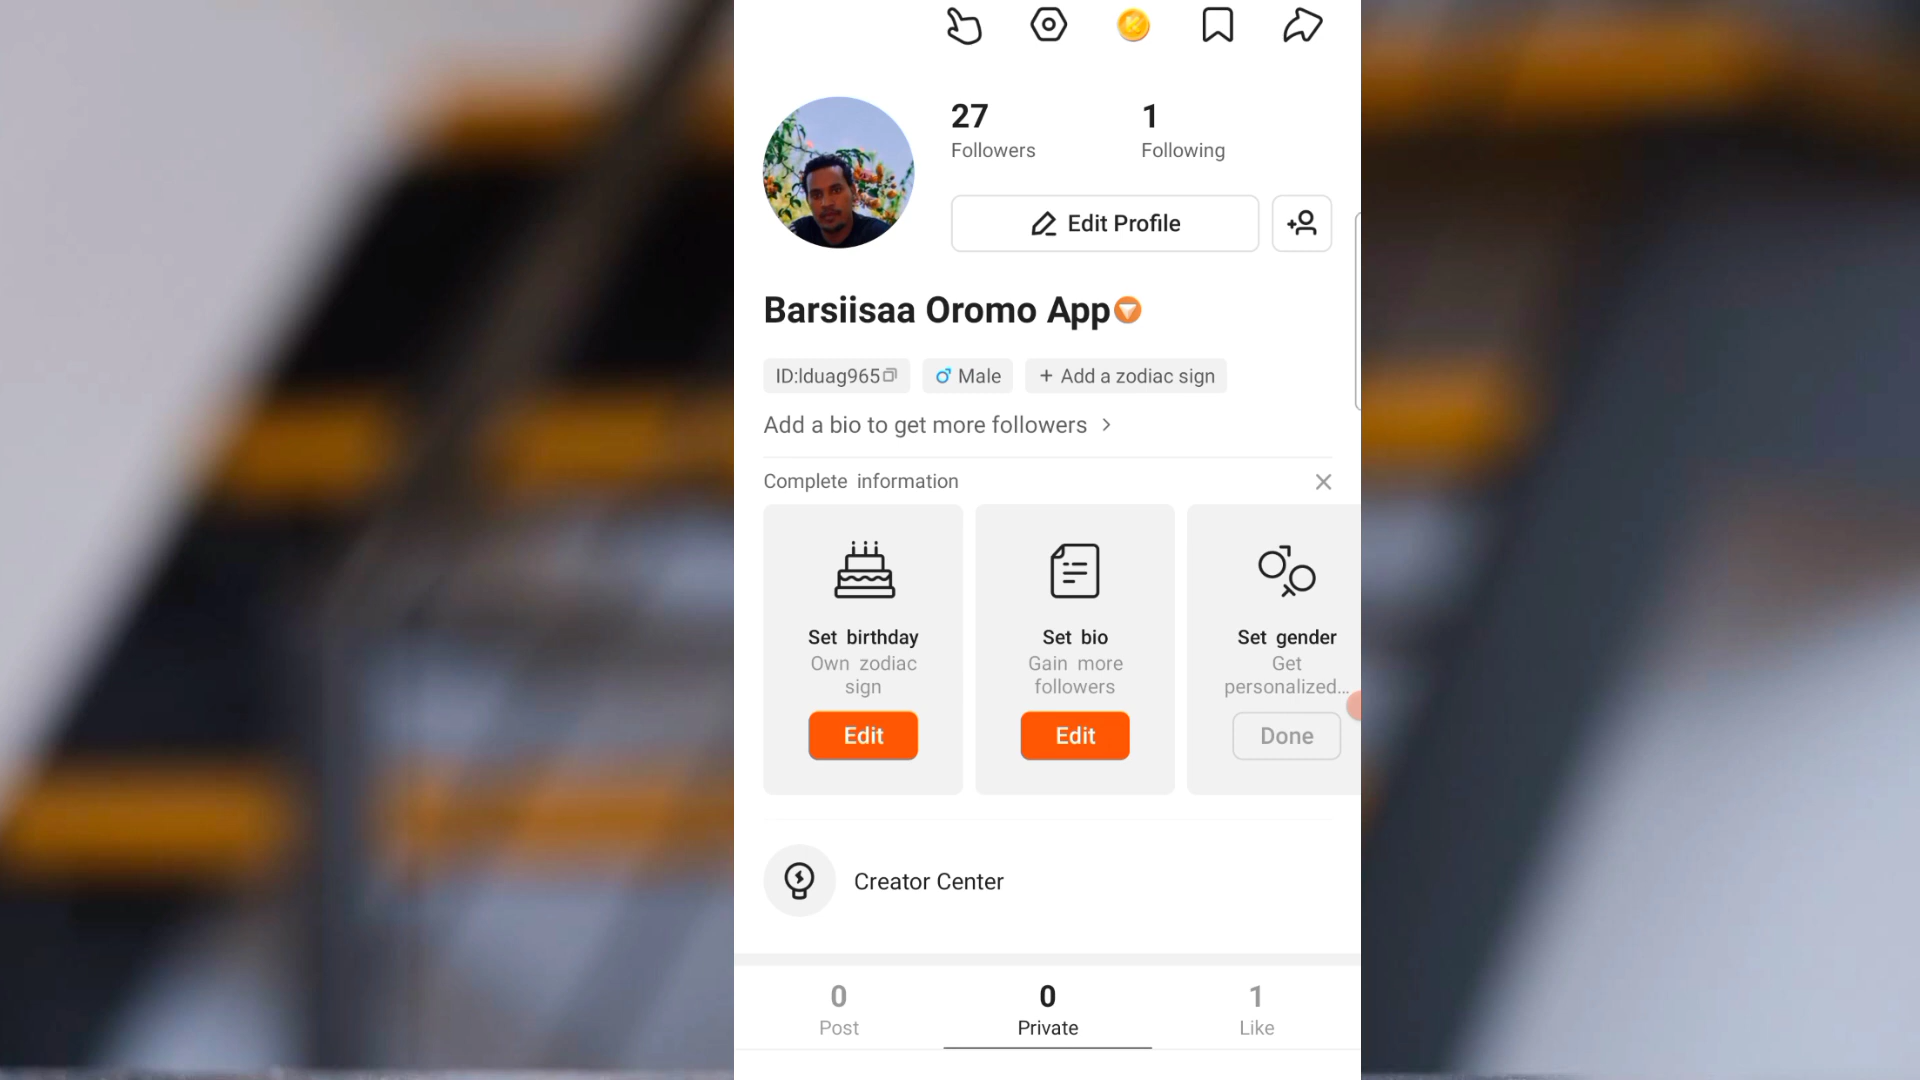 27
Followers
1
Following
Edit Profile
Barsiisaa Oromo App
ID:lduag965
Male
+ Add a zodiac sign
Add a bio to get more followers >
Complete information
Set birthday
Own zodiac
sign
Edit
Set bio
Gain more
followers
Edit
Set gender
Get
personalized...
Done
Creator Center
0
Post
0
Private
1
Like